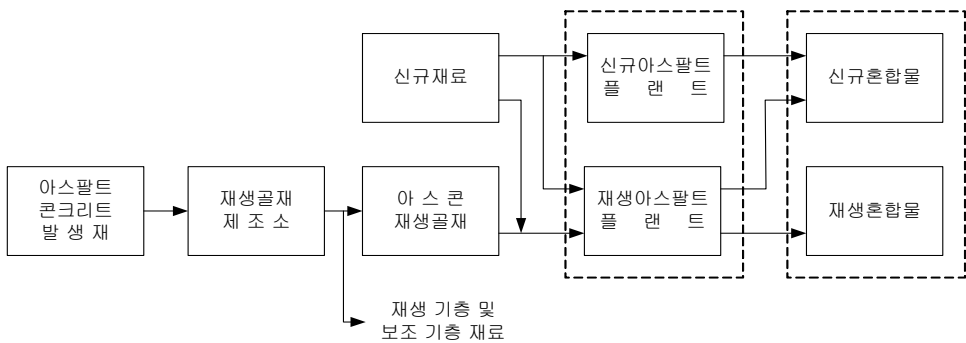 신규재료
신규아스팔트
플 랜 트
신규혼합물
아스팔트
콘크리트
발 생 재
재생골재
제 조 소
아 스 콘
재생골재
재생아스팔트
플 랜 트
재생혼합물
재생 기층 및
보조 기층 재료